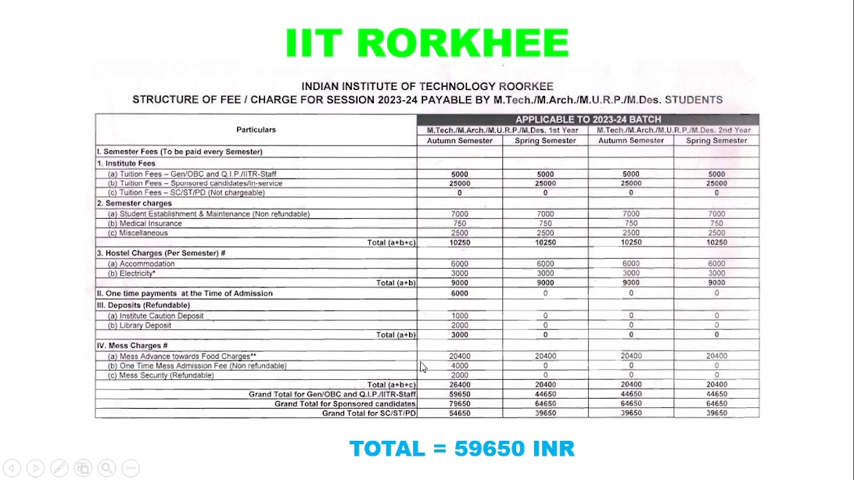 IIT RORKHEE
INDIAN INSTITUTE OF TECHNOLOGY ROORKEE
STRUCTURE OF FEE / CHARGE FOR SESSION 2023-24 PAYABLE BY M.Tech./M.Arch./M.U.R.P./M.Des. STUDENTS
Particulars APPLICABLE TO 2023-24 BATCH
M.Tech./M.Arch./M.U.R.P./M.Des. 1st Year M.Tech./M.Arch./M.U.R.P./M.Des. 2nd Year
Autumn Semester Spring Semester Autumn Semester Spring Semester
I. Semester Fees (To be paid every Semester)
1. Institute Fees
(a) Tuition Fees – Gen/OBC and Q.I.P./IITR-Staff 5000 5000 5000 5000
(b) Tuition Fees – Sponsored candidates/In-service 25000 25000 25000 25000
(c) Tuition Fees – SC/ST/PD (Not chargeable) 0 0 0 0
2. Semester charges
(a) Student Establishment & Maintenance (Non refundable) 7000 7000 7000 7000
(b) Medical Insurance 750 750 750 750
(c) Miscellaneous 2500 2500 2500 2500
Total (a+b+c) 10250 10250 10250 10250
3. Hostel Charges (Per Semester) #
(a) Accommodation 6000 6000 6000 6000
(b) Electricity* 3000 3000 3000 3000
Total (a+b) 9000 9000 9000 9000
II. One time payments at the Time of Admission 6000 0 0 0
III. Deposits (Refundable)
(a) Institute Caution Deposit 1000 0 0 0
(b) Library Deposit 2000 0 0 0
Total (a+b) 3000 0 0 0
IV. Mess Charges #
(a) Mess Advance towards Food Charges** 20400 20400 20400 20400
(b) One Time Mess Admission Fee (Non refundable) 4000 0 0 0
(c) Mess Security (Refundable) 2000 0 0 0
Total (a+b+c) 26400 20400 20400 20400
Grand Total for Gen/OBC and Q.I.P./IITR-Staff 59650 44650 44650 44650
Grand Total for Sponsored candidates 79650 64650 64650 64650
Grand Total for SC/ST/PD 54650 39650 39650 39650
TOTAL = 59650 INR